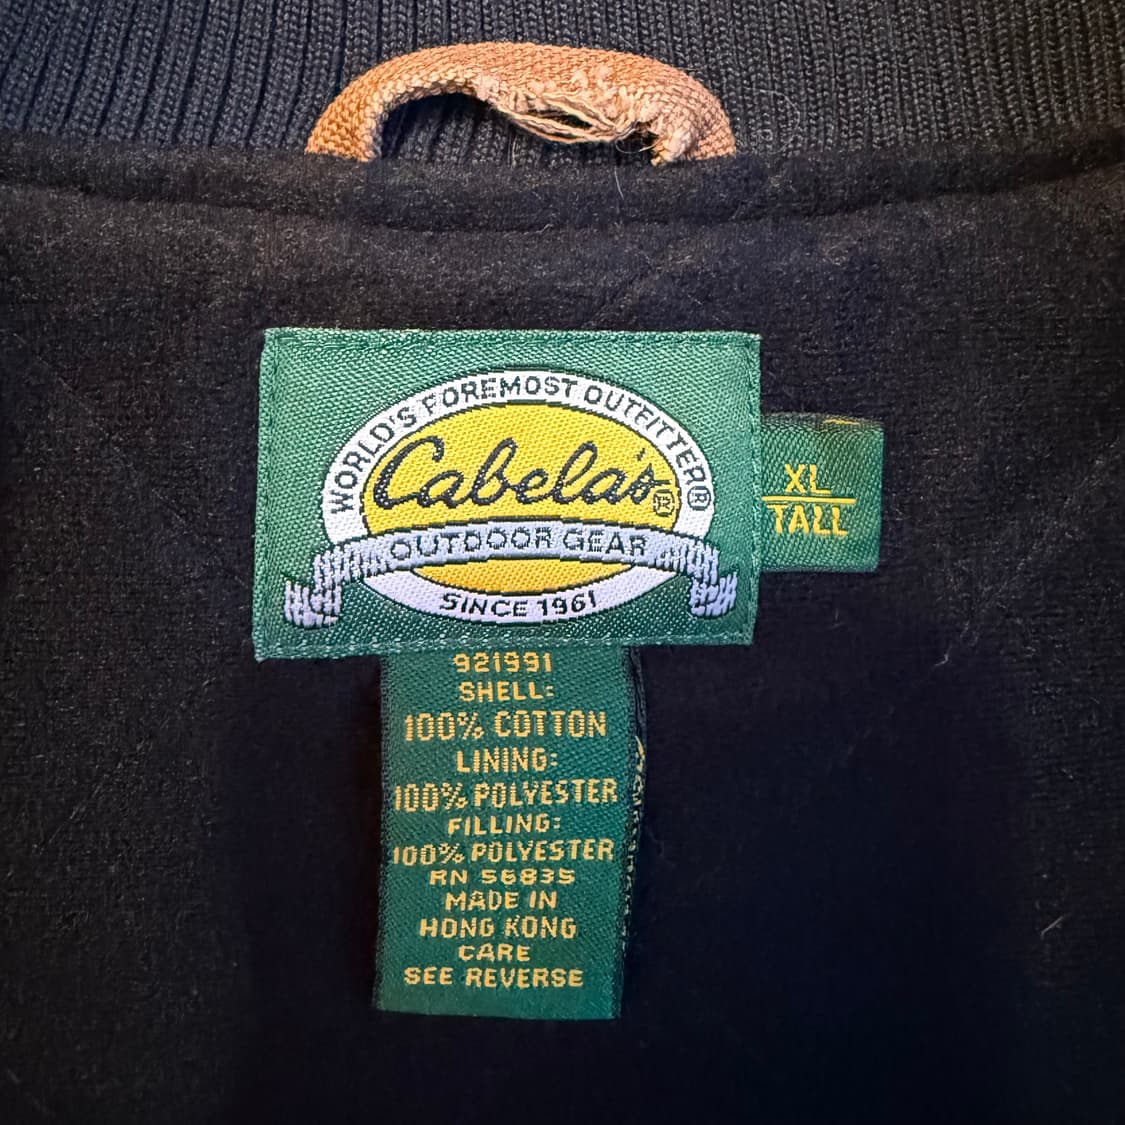 WORLD'S FOREMOST OUTFITTER®
Cabela's®
OUTDOOR GEAR
SINCE 1961
XL
TALL
921991
SHELL:
100% COTTON
LINING:
100% POLYESTER
FILLING:
100% POLYESTER
RN 56835
MADE IN
HONG KONG
CARE
SEE REVERSE